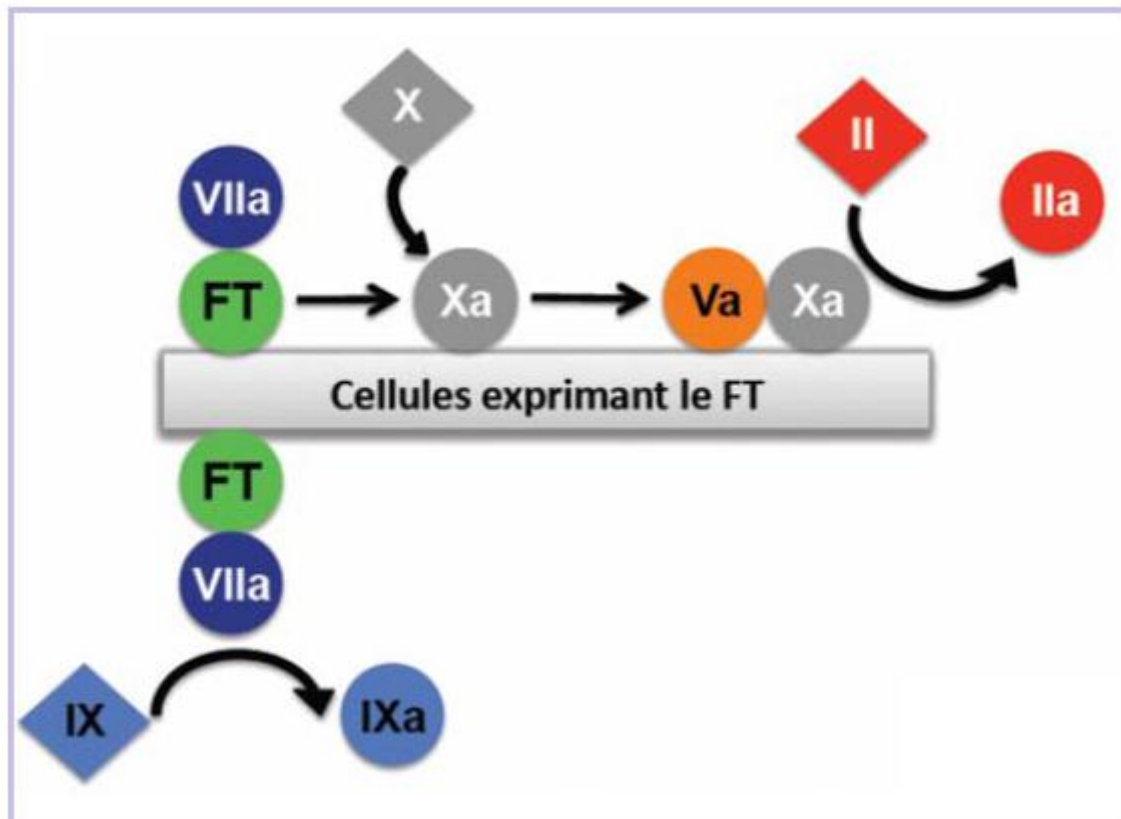 X
II
VIIa
IIa
FT
Xa
Va
Xa
Cellules exprimant le FT
FT
VIIa
IX
IXa